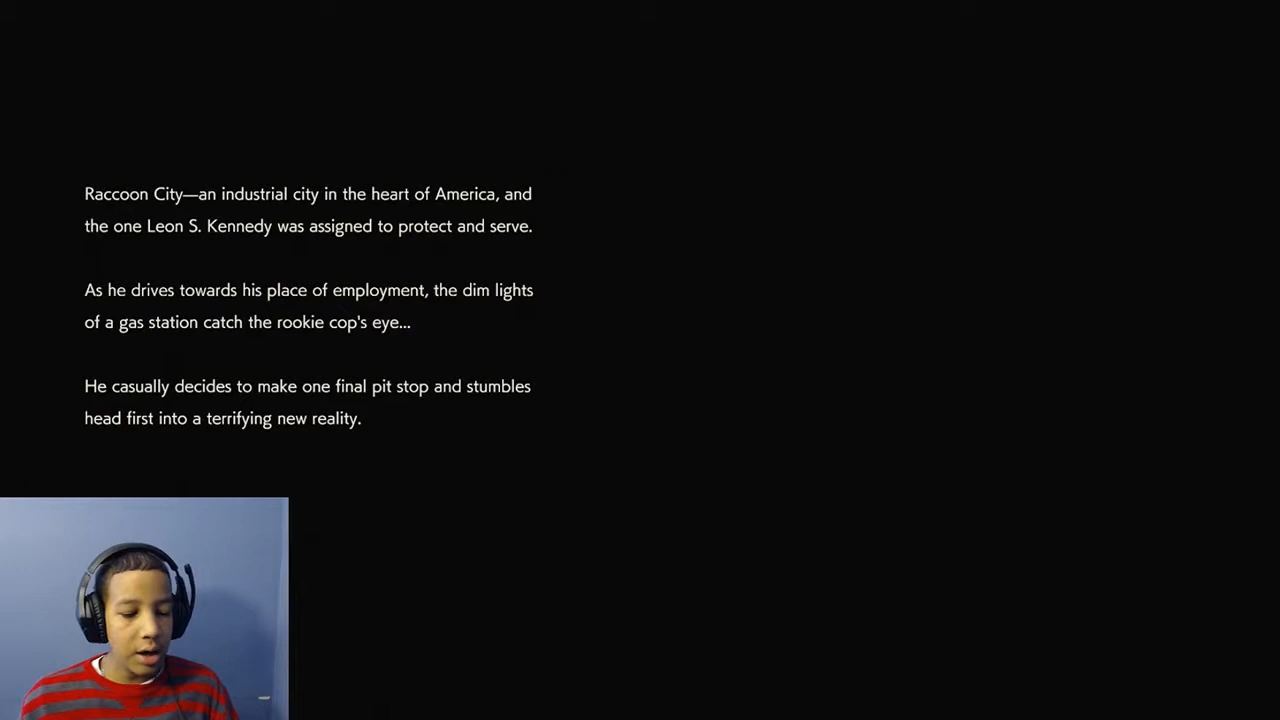 Raccoon City—an industrial city in the heart of America, and
the one Leon S. Kennedy was assigned to protect and serve.
As he drives towards his place of employment, the dim lights
of a gas station catch the rookie cop's eye...
He casually decides to make one final pit stop and stumbles
head first into a terrifying new reality.